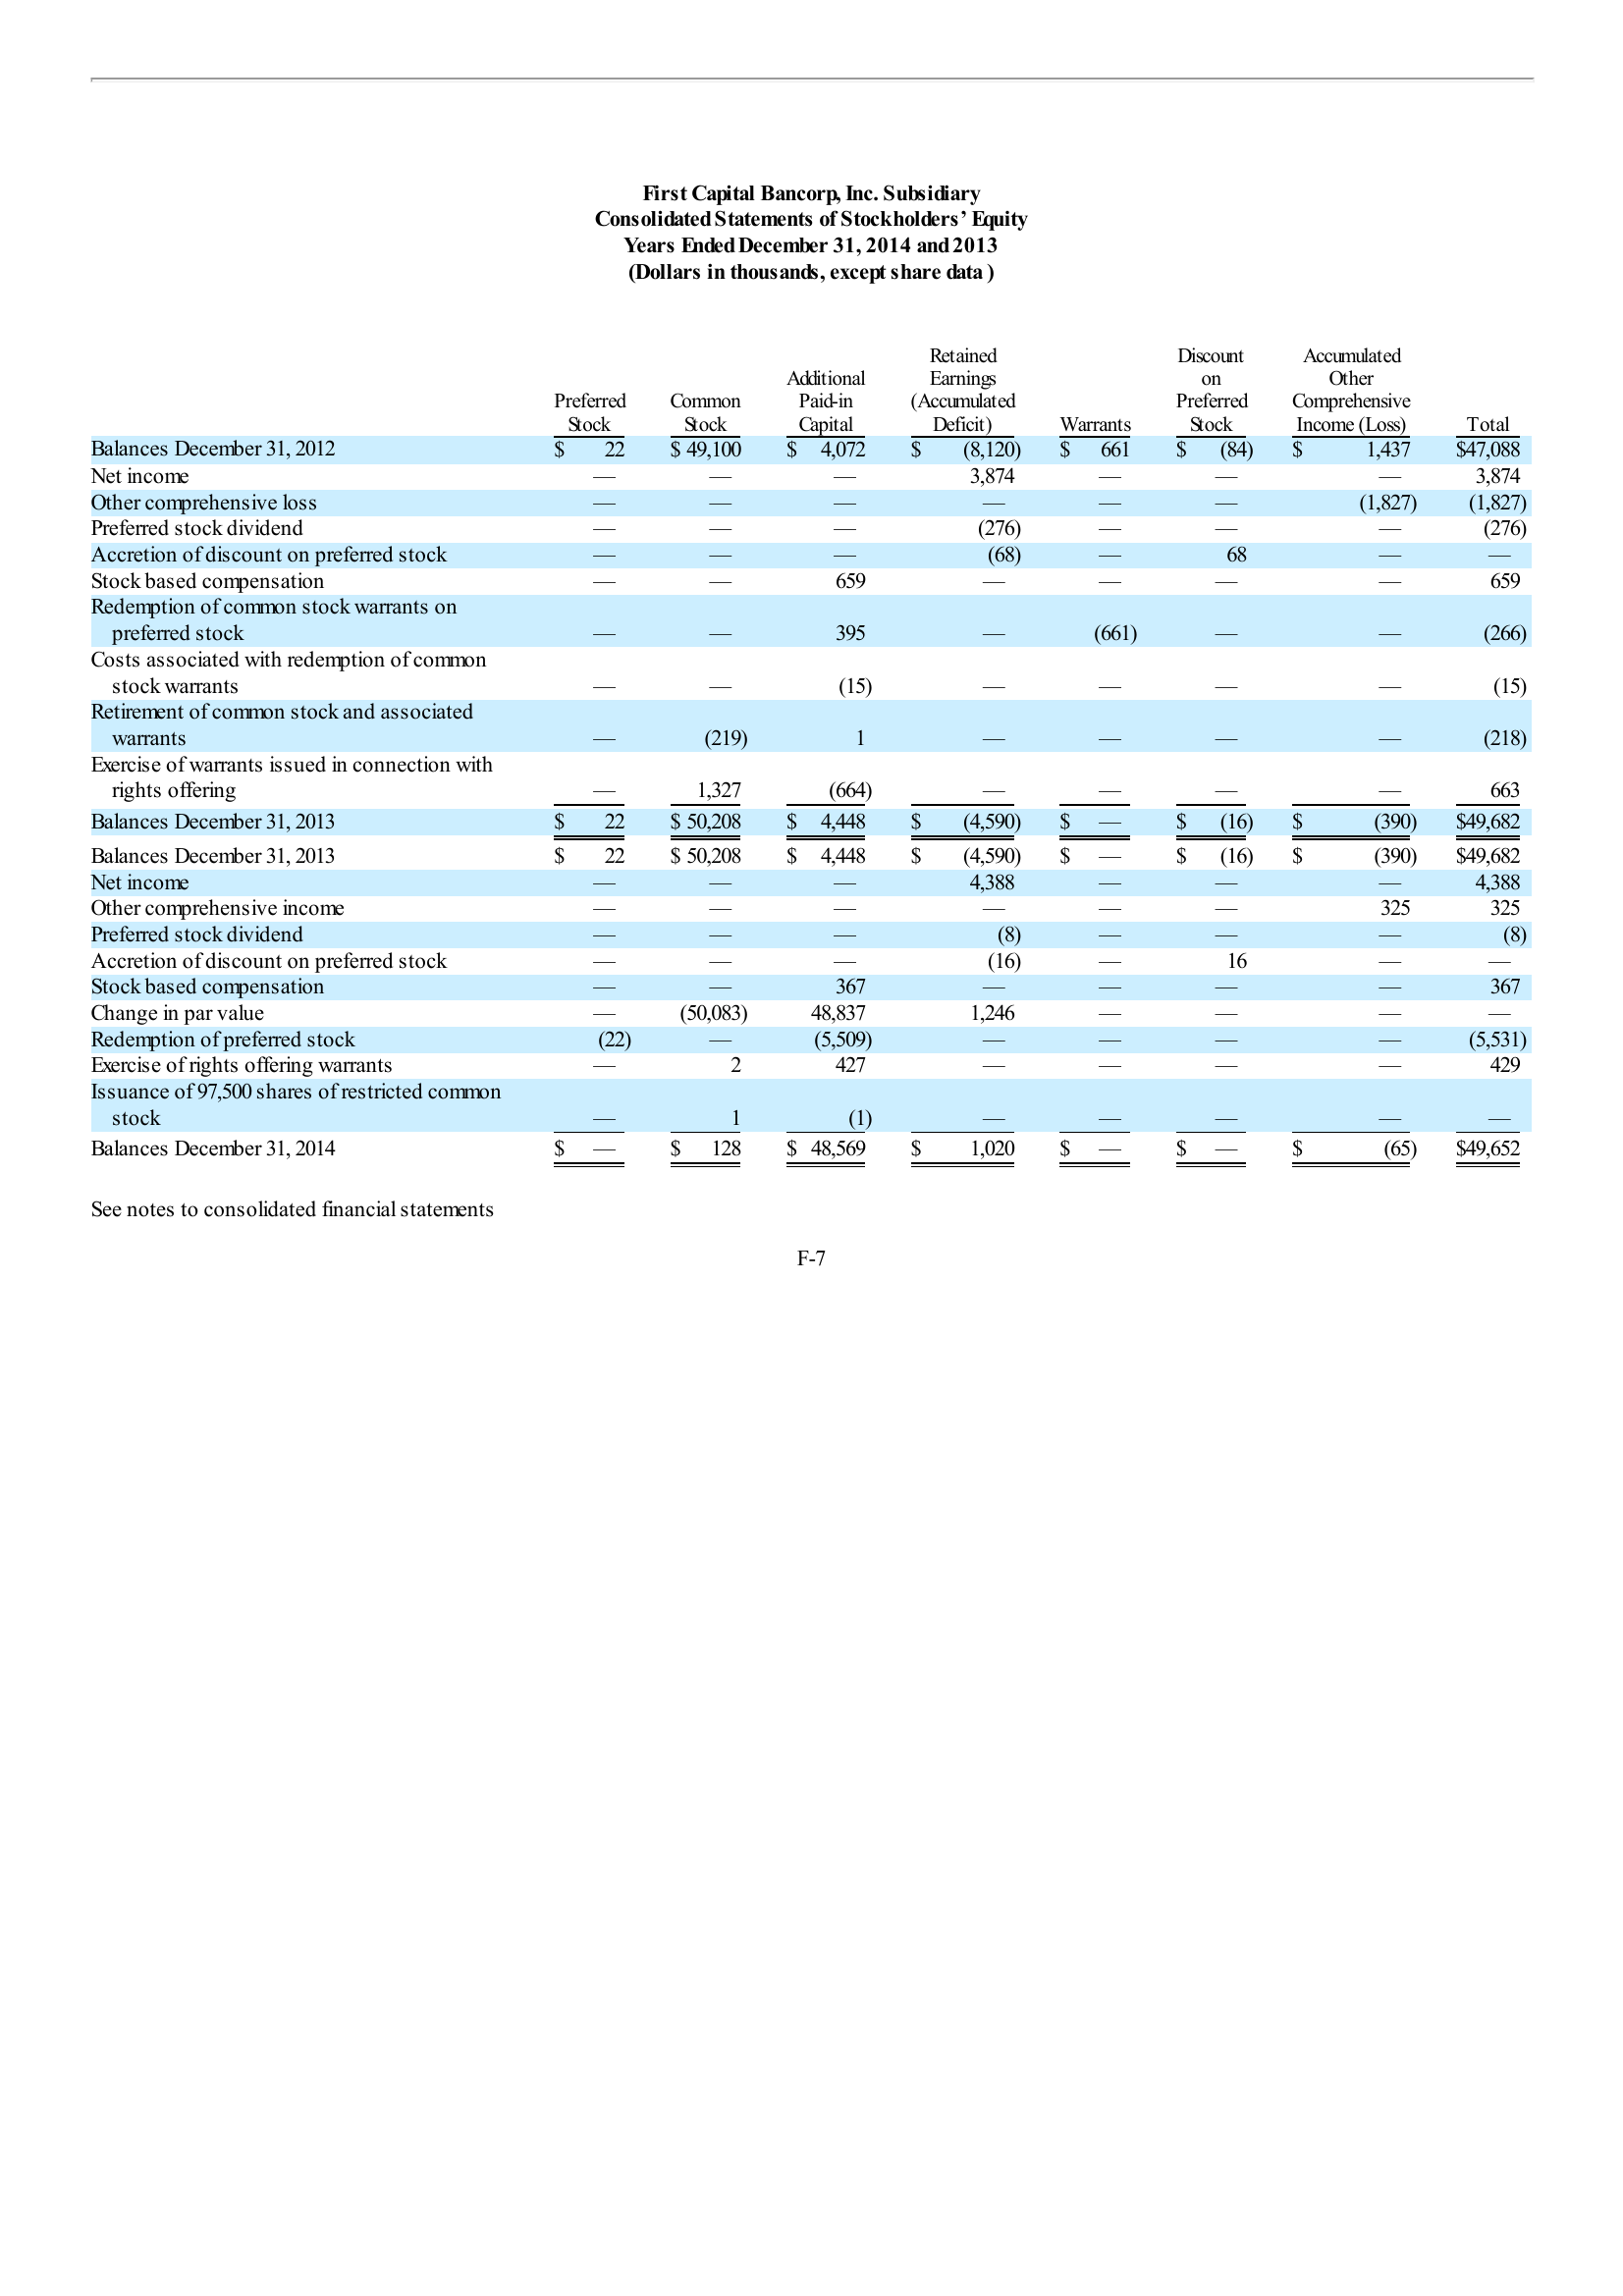 First Capital Bancorp, Inc. Subsidiary
Consolidated Statements of Stockholders’ Equity
Years Ended December 31, 2014 and 2013
(Dollars in thousands, except share data )
Preferred Stock Common Stock Additional Paid-in Capital Retained Earnings (Accumulated Deficit) Warrants Discount on Preferred Stock Accumulated Other Comprehensive Income (Loss) Total
Balances December 31, 2012 $ 22 $ 49,100 $ 4,072 $ (8,120) $ 661 $ (84) $ 1,437 $47,088
Net income — — — 3,874 — — — 3,874
Other comprehensive loss — — — — — — (1,827) (1,827)
Preferred stock dividend — — — (276) — — — (276)
Accretion of discount on preferred stock — — — (68) — 68 — —
Stock based compensation — — 659 — — — — 659
Redemption of common stock warrants on
preferred stock — — 395 — (661) — — (266)
Costs associated with redemption of common
stock warrants — — (15) — — — — (15)
Retirement of common stock and associated
warrants — (219) 1 — — — — (218)
Exercise of warrants issued in connection with
rights offering — 1,327 (664) — — — — 663
Balances December 31, 2013 $ 22 $ 50,208 $ 4,448 $ (4,590) $ — $ (16) $ (390) $49,682
Balances December 31, 2013 $ 22 $ 50,208 $ 4,448 $ (4,590) $ — $ (16) $ (390) $49,682
Net income — — — 4,388 — — — 4,388
Other comprehensive income — — — — — — 325 325
Preferred stock dividend — — — (8) — — — (8)
Accretion of discount on preferred stock — — — (16) — 16 — —
Stock based compensation — — 367 — — — — 367
Change in par value — (50,083) 48,837 1,246 — — — —
Redemption of preferred stock (22) — (5,509) — — — — (5,531)
Exercise of rights offering warrants — 2 427 — — — — 429
Issuance of 97,500 shares of restricted common
stock — 1 (1) — — — — —
Balances December 31, 2014 $ — $ 128 $ 48,569 $ 1,020 $ — $ — $ (65) $49,652
See notes to consolidated financial statements
F-7